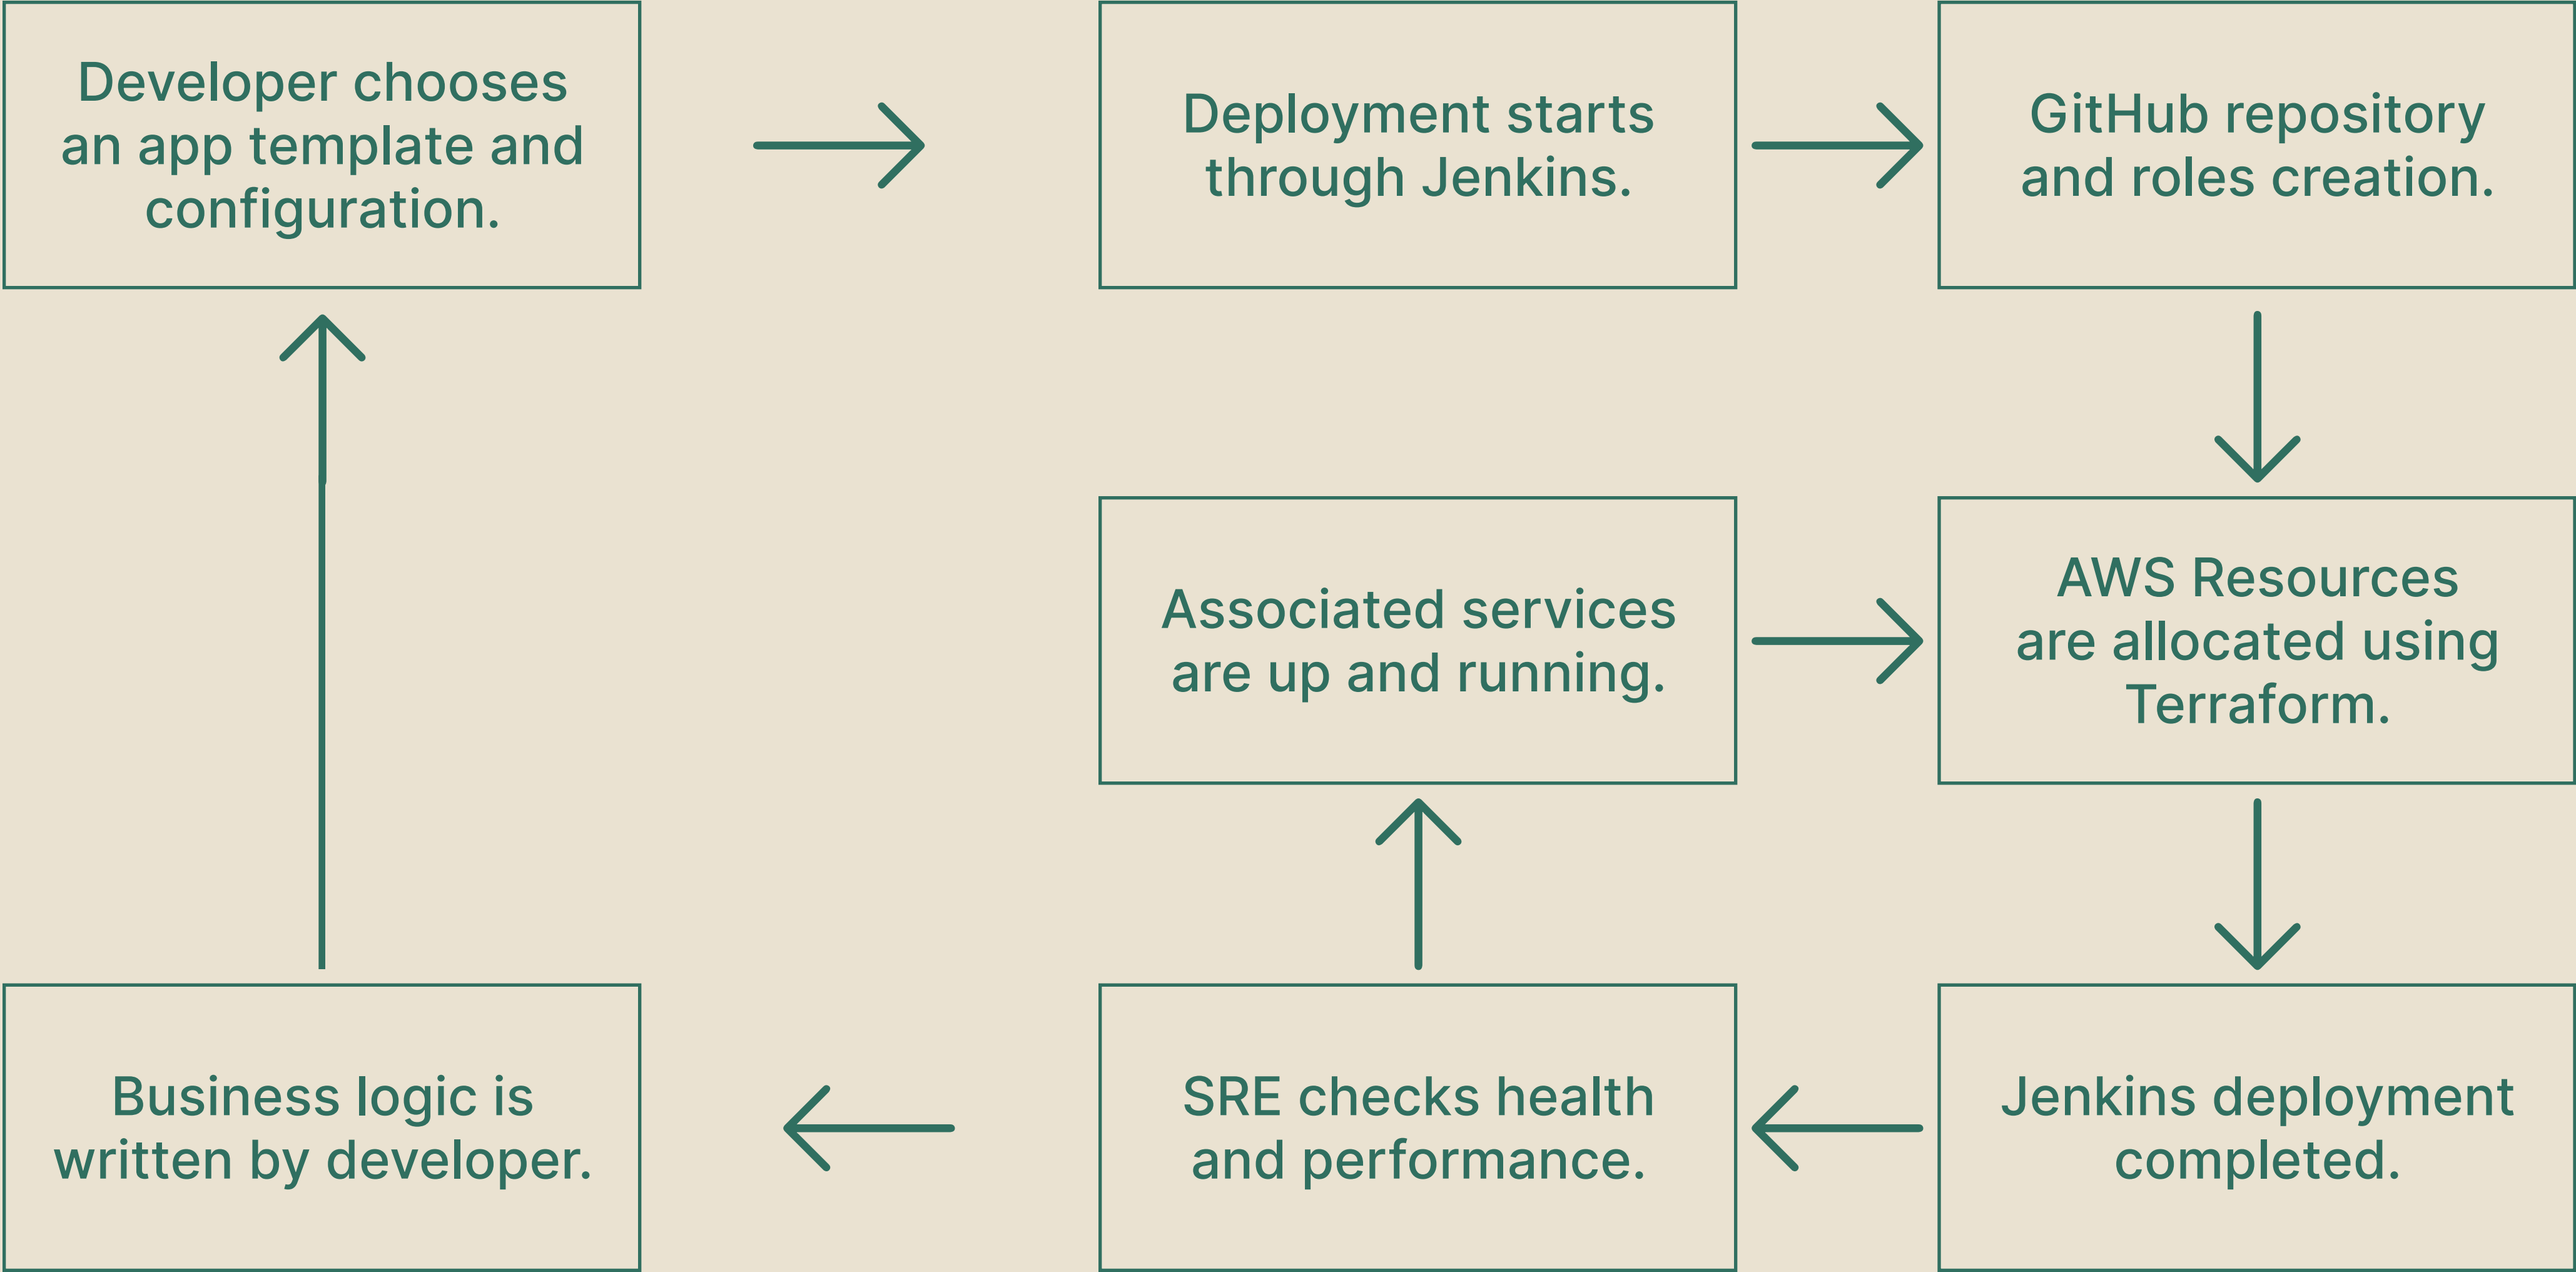 Developer chooses
an app template and
configuration.
Deployment starts
through Jenkins.
GitHub repository
and roles creation.
Associated services
are up and running.
AWS Resources
are allocated using
Terraform.
Business logic is
written by developer.
SRE checks health
and performance.
Jenkins deployment
completed.